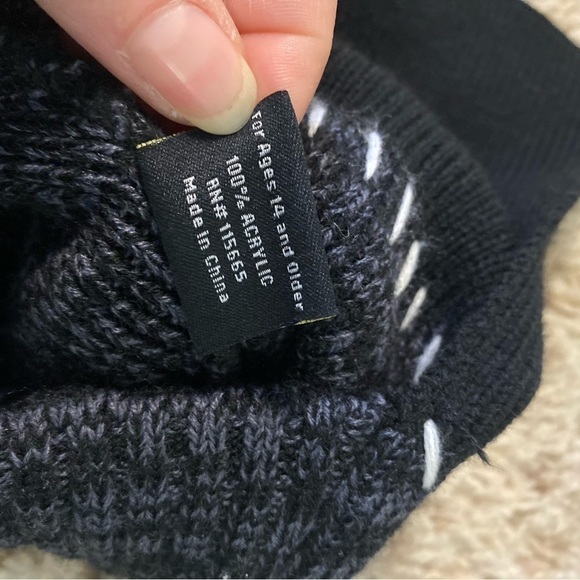 For Ages 14 and Older
100% ACRYLIC
RN# 115665
Made in China